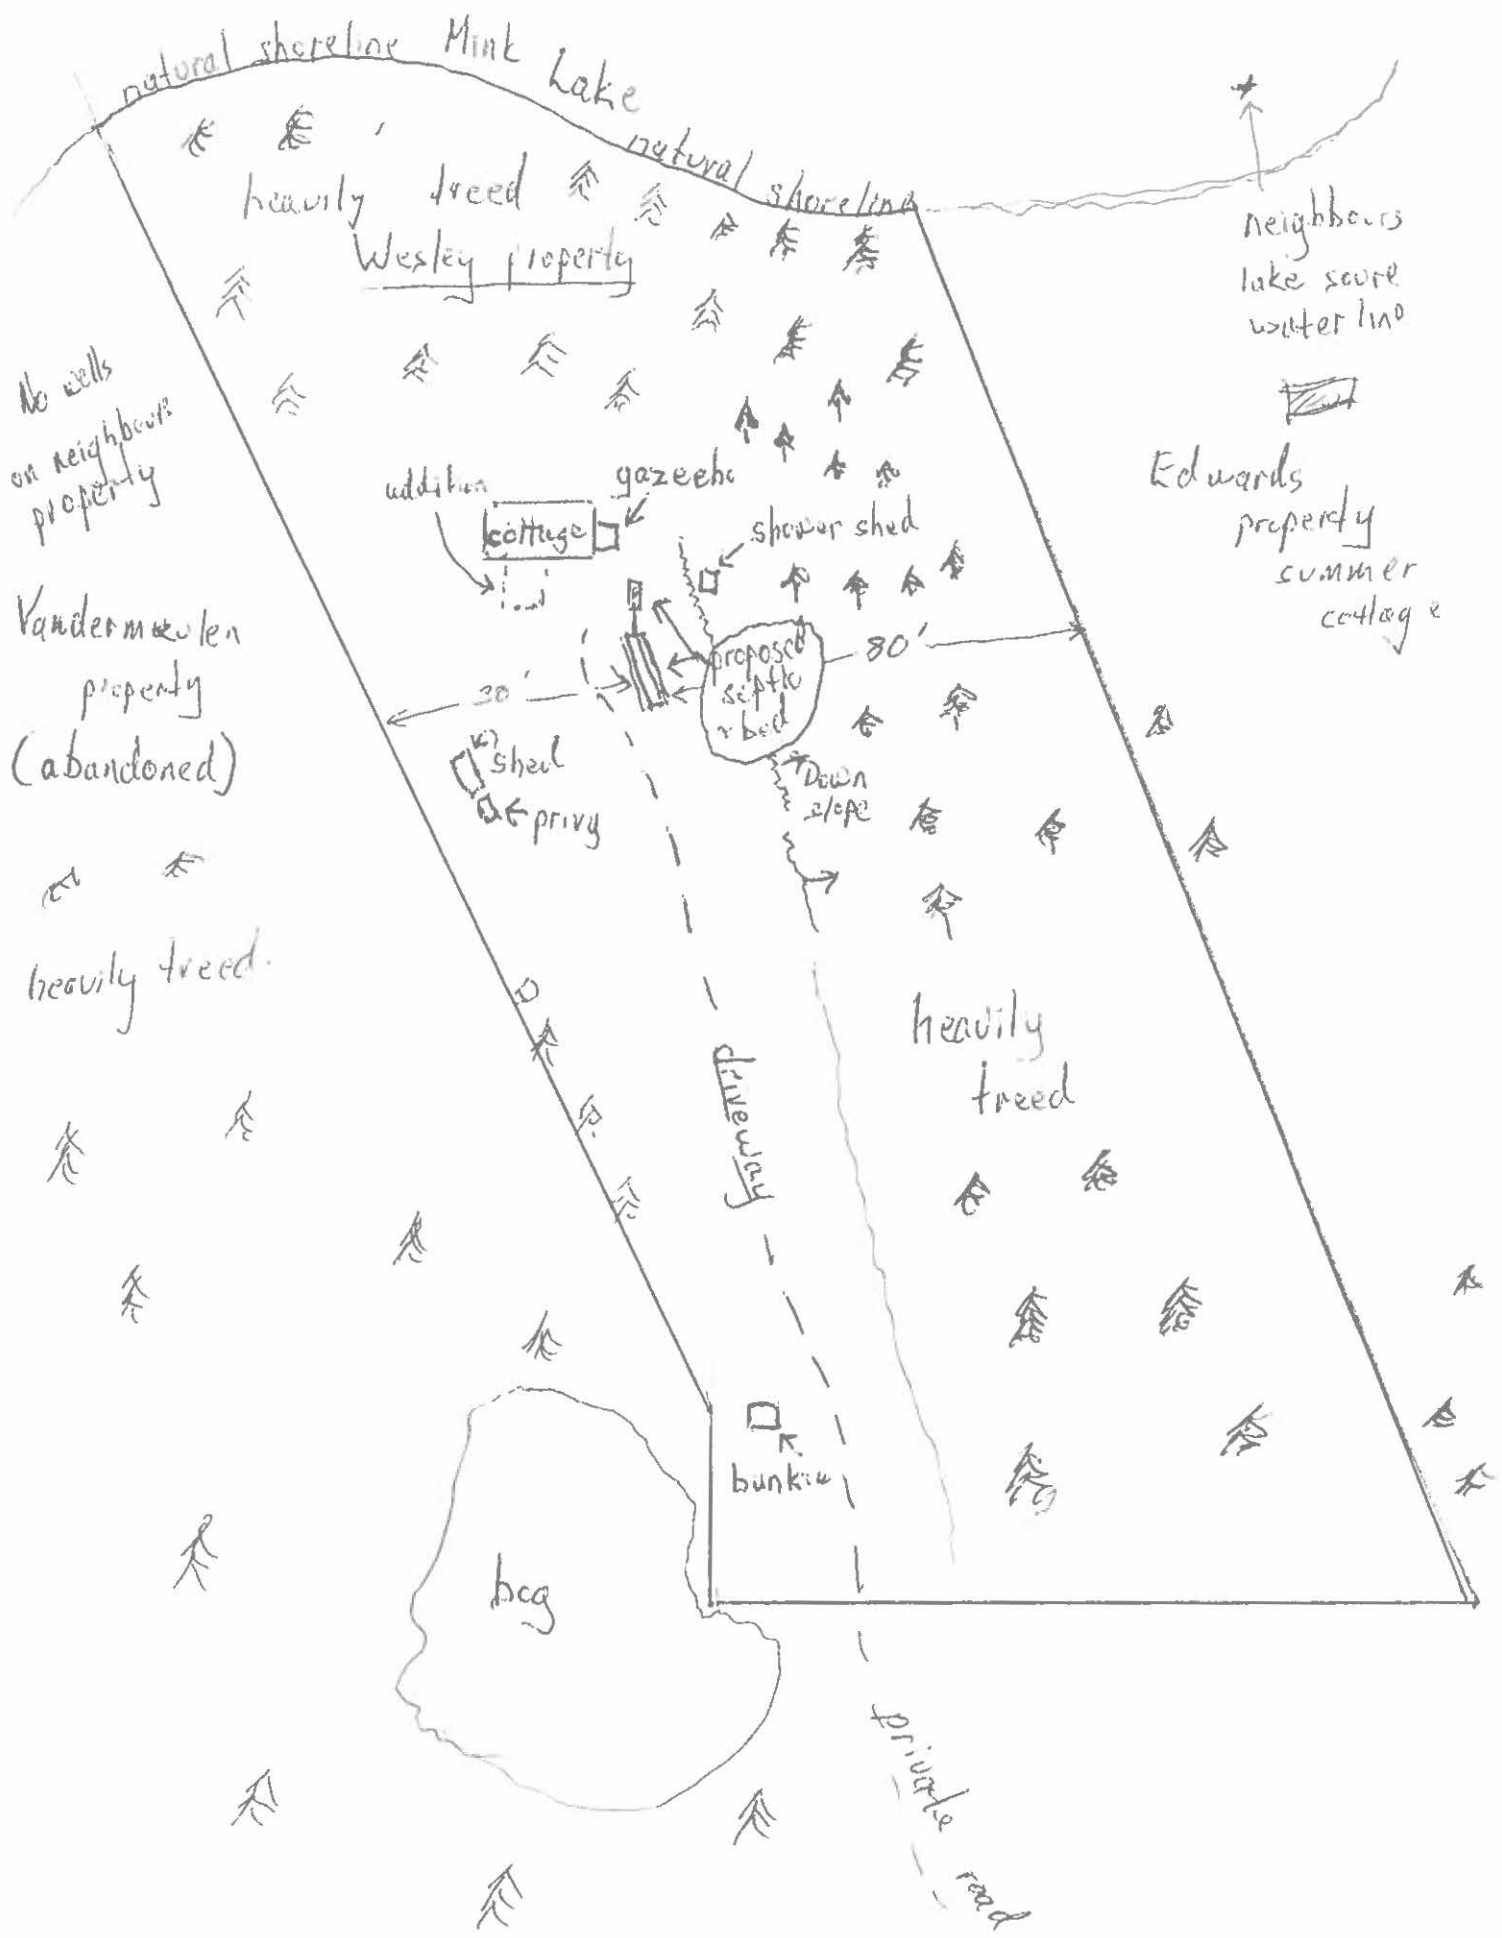 natural shoreline Mink Lake
natural shoreline
heavily treed
Wesley property
neighbours
lake
water line
No wells
on neighbours
property
Edwards
property
summer
cottage
addition
cottage
gazeebo
shower shed
Vandermeulen
property
(abandoned)
30'
proposed
septic
bed
80'
shed
privy
Down
slope
heavily treed.
heavily
treed
driveway
bunkie
bog
private road